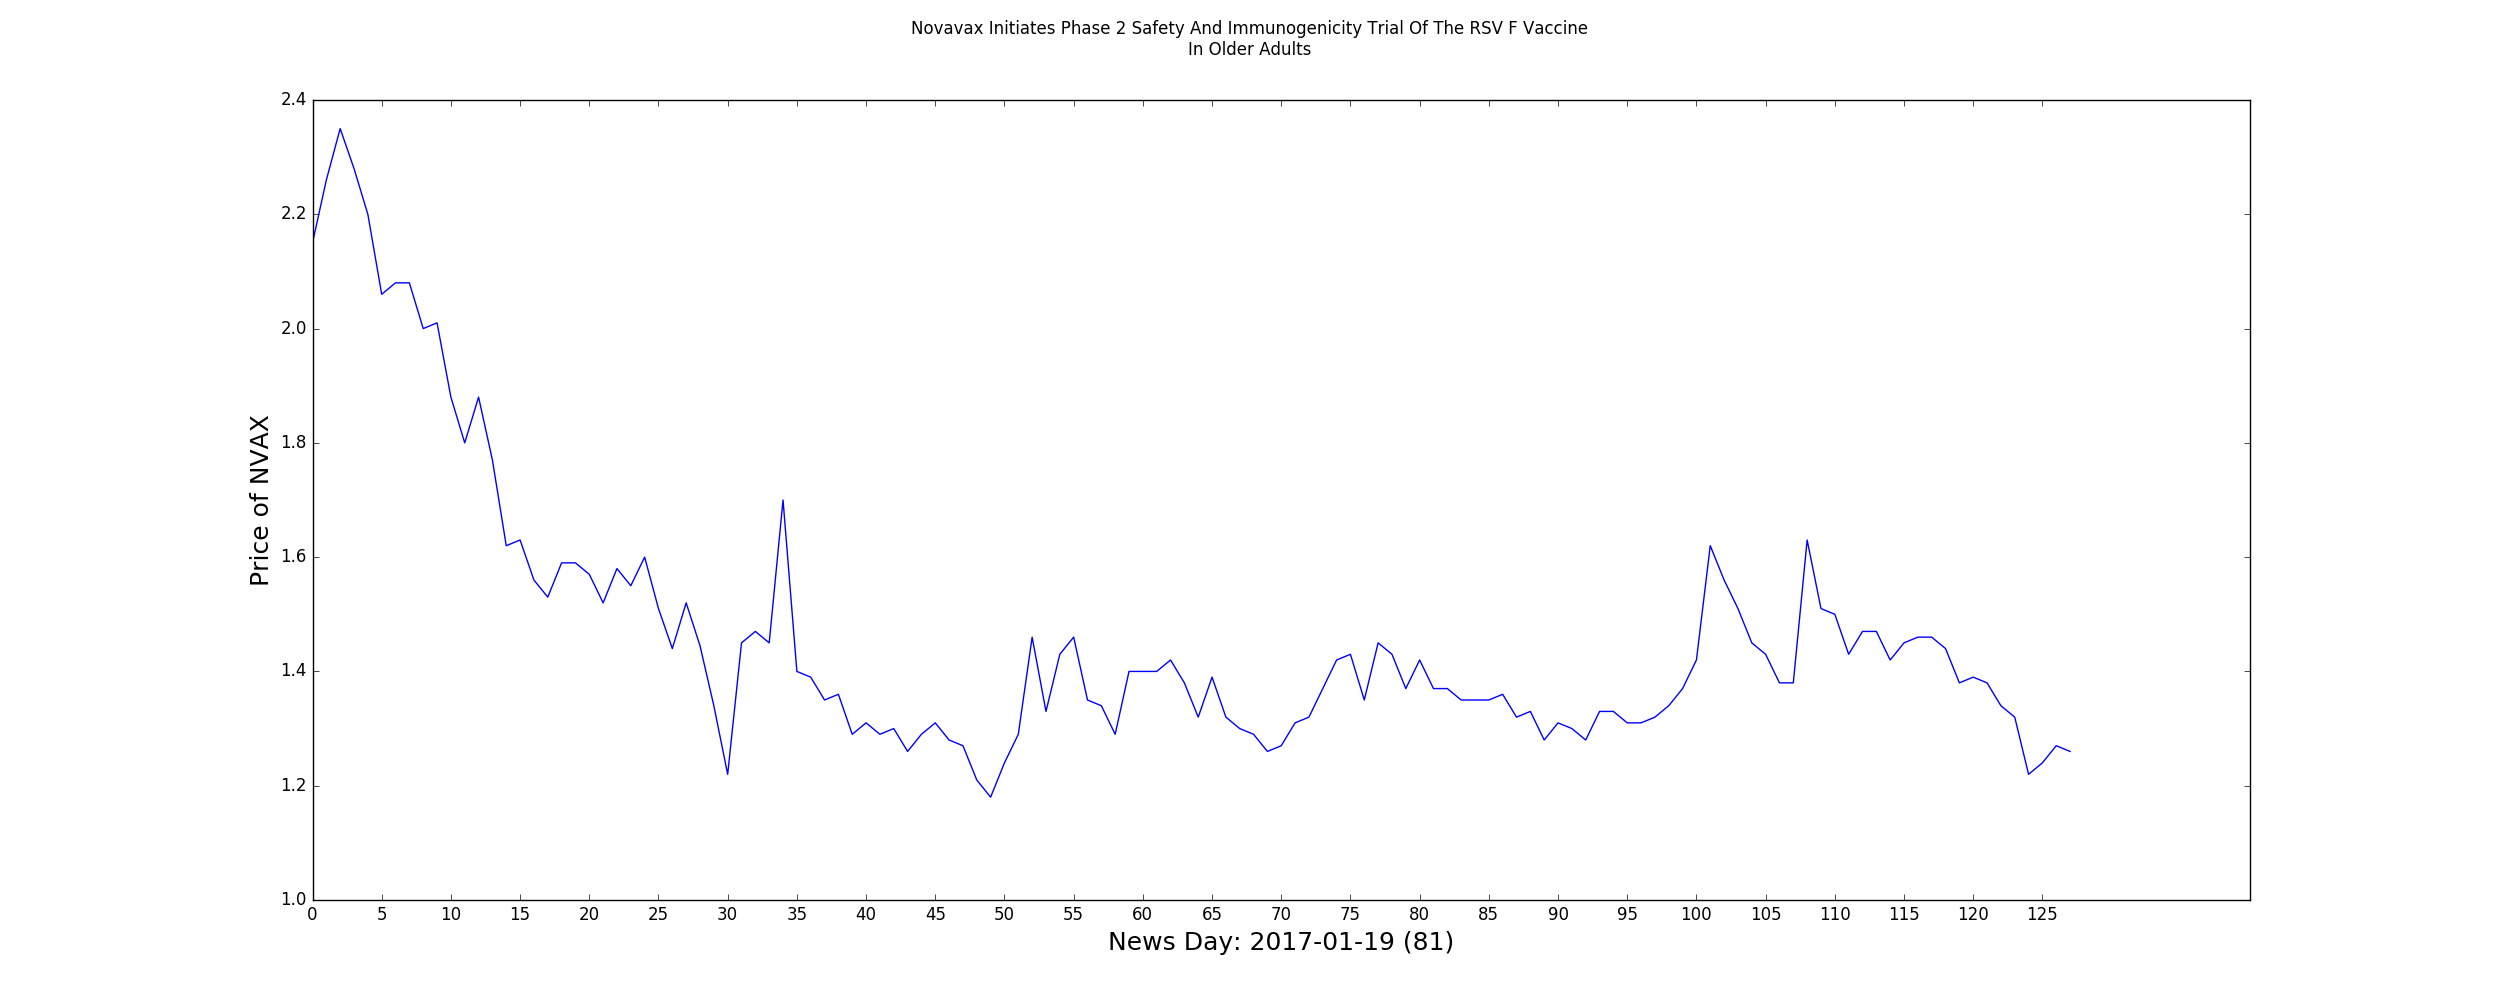 Novavax Initiates Phase 2 Safety And Immunogenicity Trial Of The RSV F Vaccine
In Older Adults
2.4
2.2
2.0
1.8
1.6
1.4
1.2
1.0
Price of NVAX
0 5 10 15 20 25 30 35 40 45 50 55 60 65 70 75 80 85 90 95 100 105 110 115 120 125
News Day: 2017-01-19 (81)